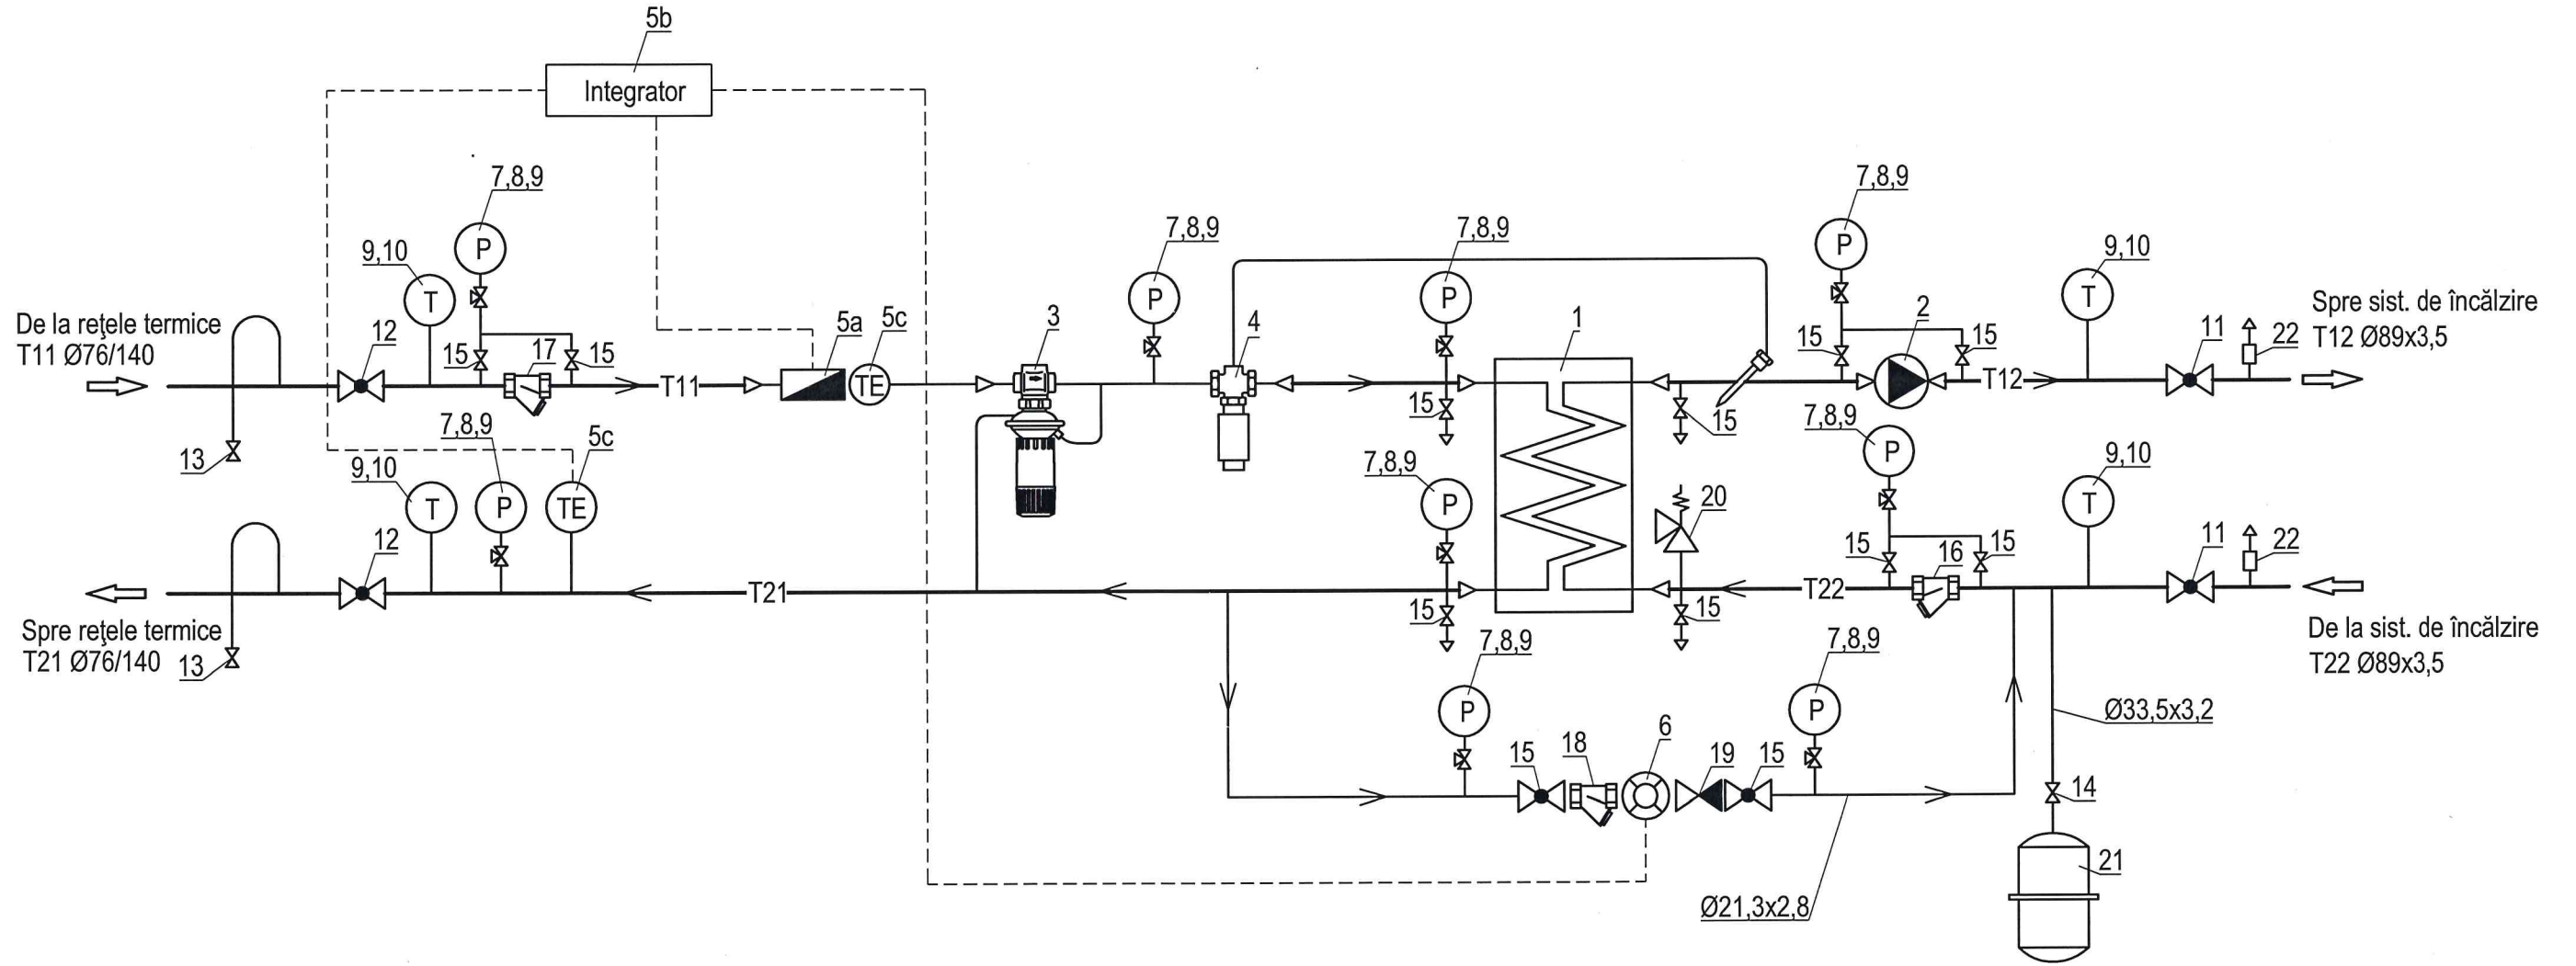 5b
Integrator
7,8,9
7,8,9
9,10
7,8,9
7,8,9
9,10
De la reţele termice
T11 Ø76/140
12
15
17
15
T11
5a
5c
TE
3
4
1
15
2
15
T12
11
22
Spre sist. de încălzire
T12 Ø89x3,5
P
T
P
P
P
T
13
15
15
7,8,9
5c
9,10
7,8,9
7,8,9
9,10
T
P
TE
P
P
T
12
20
15
16
15
11
22
T21
T22
Spre reţele termice
T21 Ø76/140
13
15
15
De la sist. de încălzire
T22 Ø89x3,5
7,8,9
7,8,9
P
P
Ø33,5x3,2
15
18
6
19
15
14
21
Ø21,3x2,8